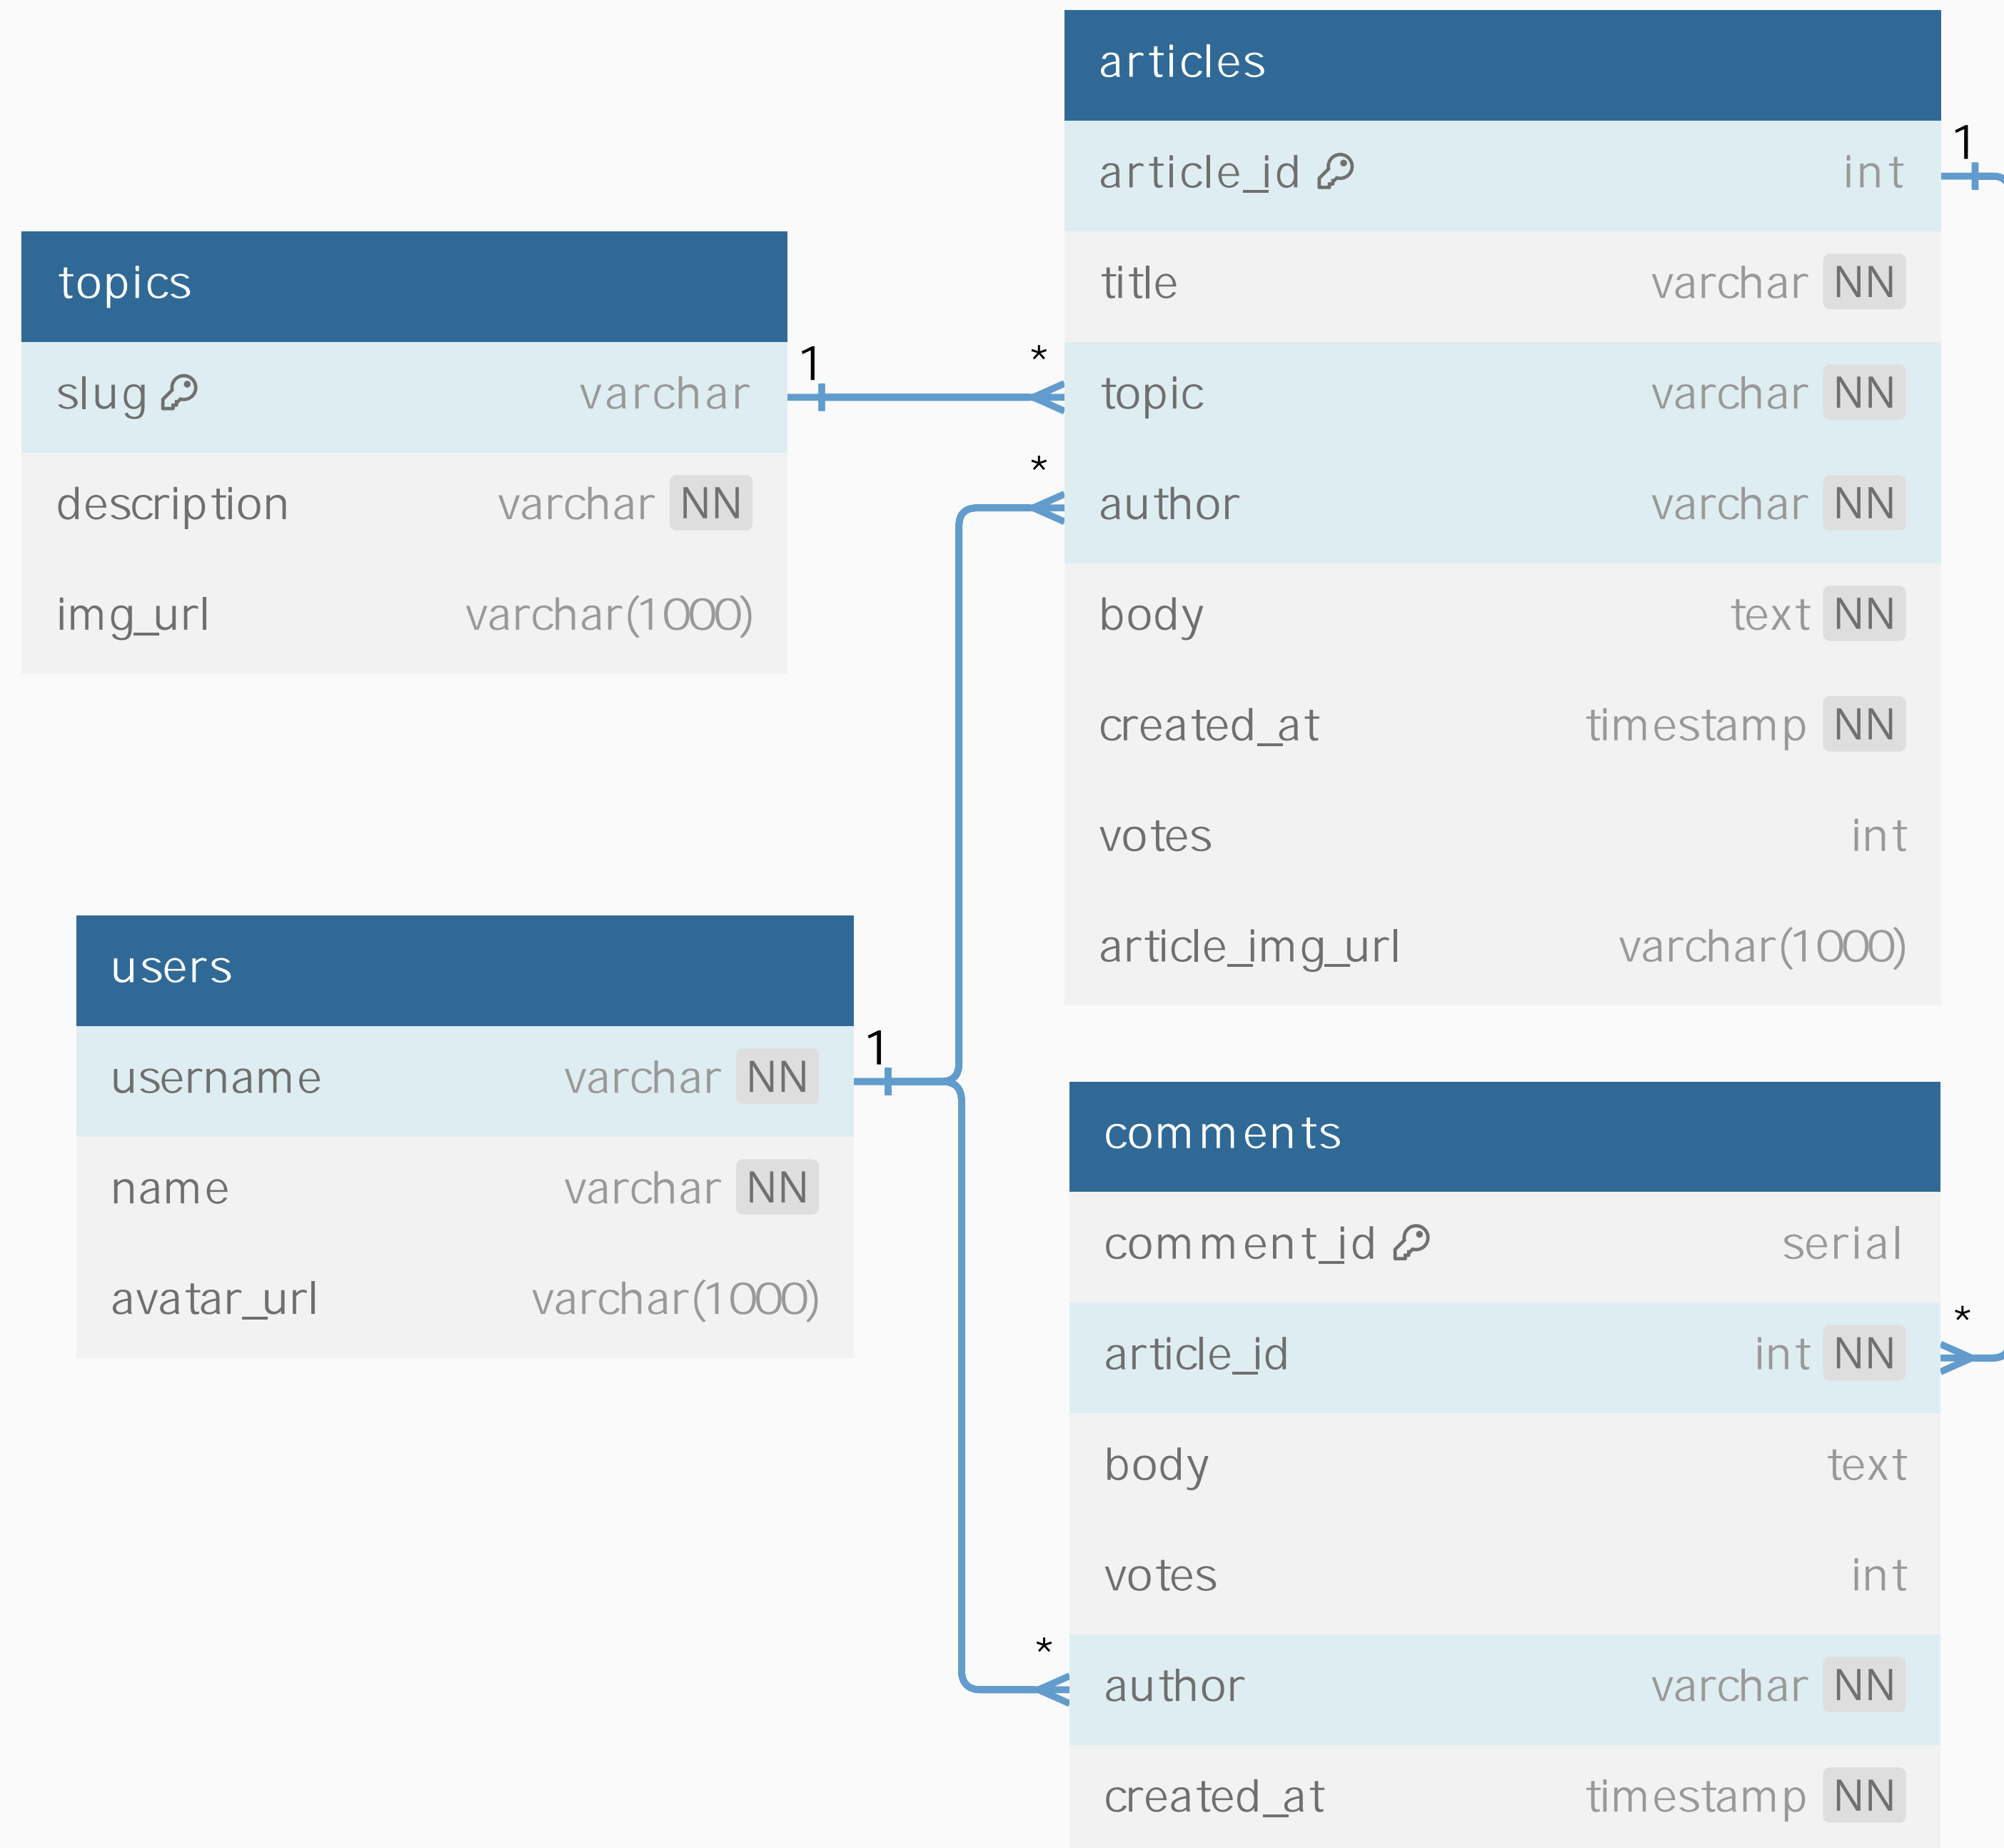 topics
slug varchar
description varchar NN
img_url varchar(1000)
1
*
*
articles
article_id int
1
title varchar NN
topic varchar NN
author varchar NN
body text NN
created_at timestamp NN
votes int
article_img_url varchar(1000)
users
username varchar NN
1
name varchar NN
avatar_url varchar(1000)
comments
comment_id serial
article_id int NN
*
body text
votes int
*
author varchar NN
created_at timestamp NN